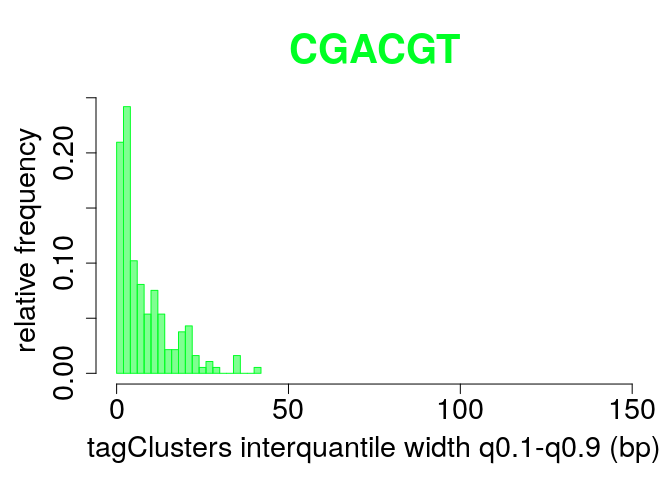 CGACGT
relative frequency
0.20
0.10
0.00
0 50 100 150
tagClusters interquantile width q0.1-q0.9 (bp)